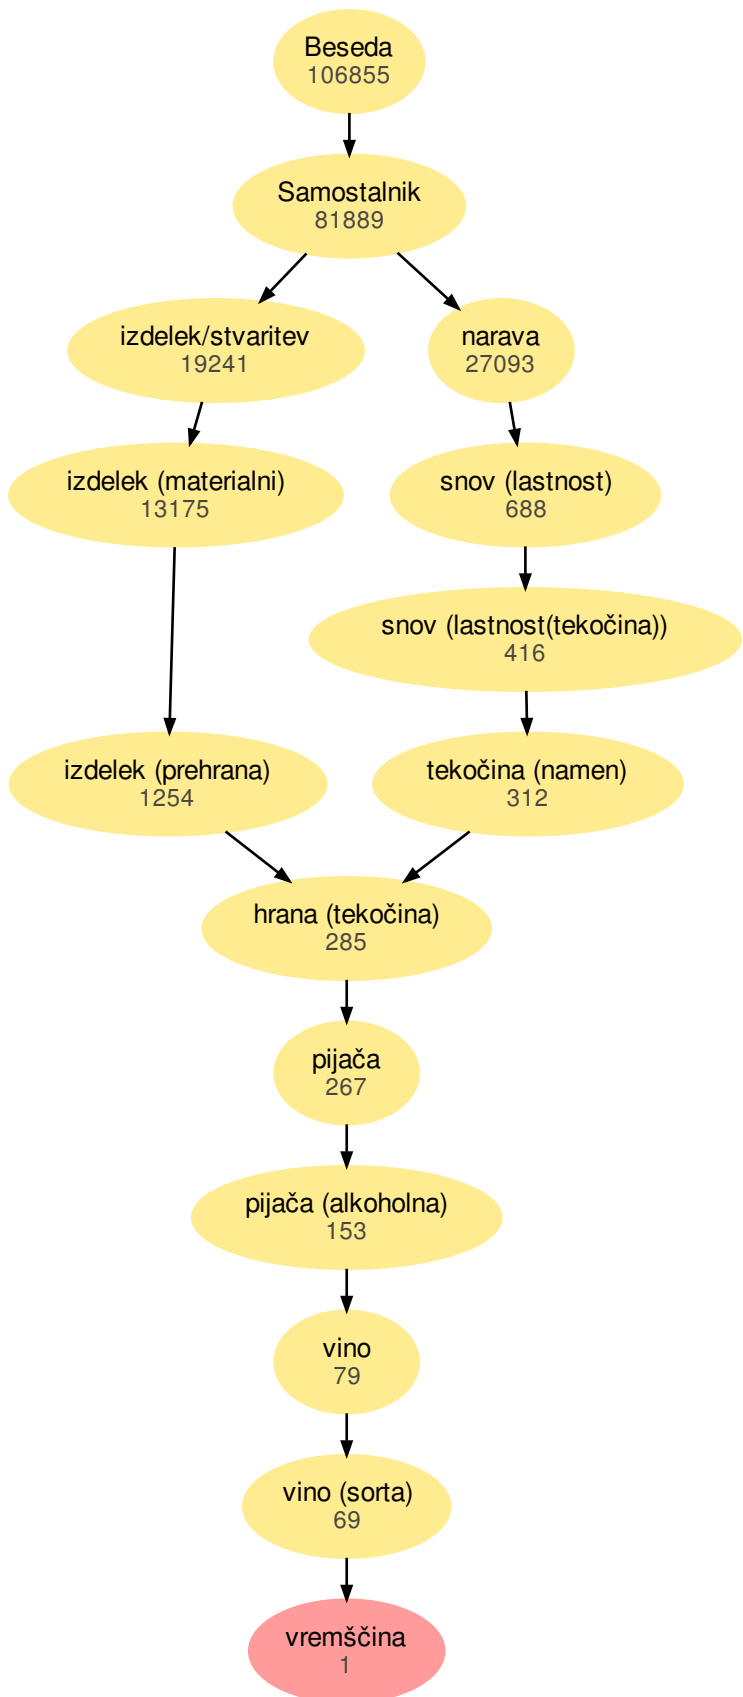 Beseda
106855
Samostalnik
81889
izdelek/stvaritev
19241
narava
27093
izdelek (materialni)
13175
snov (lastnost)
688
snov (lastnost(tekočina))
416
izdelek (prehrana)
1254
tekočina (namen)
312
hrana (tekočina)
285
pijača
267
pijača (alkoholna)
153
vino
79
vino (sorta)
69
vremščina
1